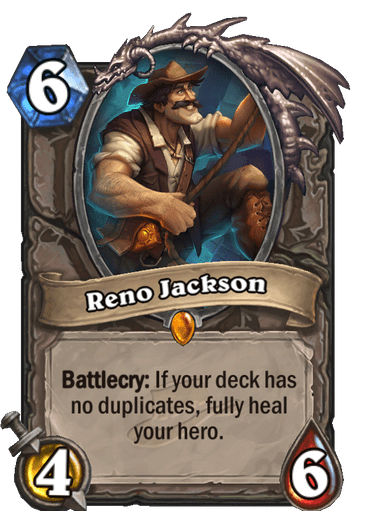 6
Reno Jackson
Battlecry: If your deck has
no duplicates, fully heal
your hero.
4
6